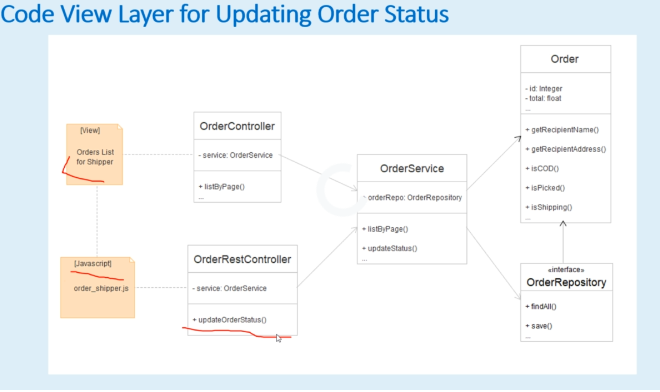 Code View Layer for Updating Order Status
[View]
Orders List
for Shipper
[Javascript]
order_shipper.js
OrderController
- service: OrderService
+ listByPage()
...
OrderRestController
- service: OrderService
+ updateOrderStatus()
OrderService
- orderRepo: OrderRepository
+ listByPage()
+ updateStatus()
...
Order
- id: Integer
- total: float
...
+ getRecipientName()
+ getRecipientAddress()
+ isCOD()
+ isPicked()
+ isShipping()
...
«interface»
OrderRepository
+ findAll()
+ save()
...